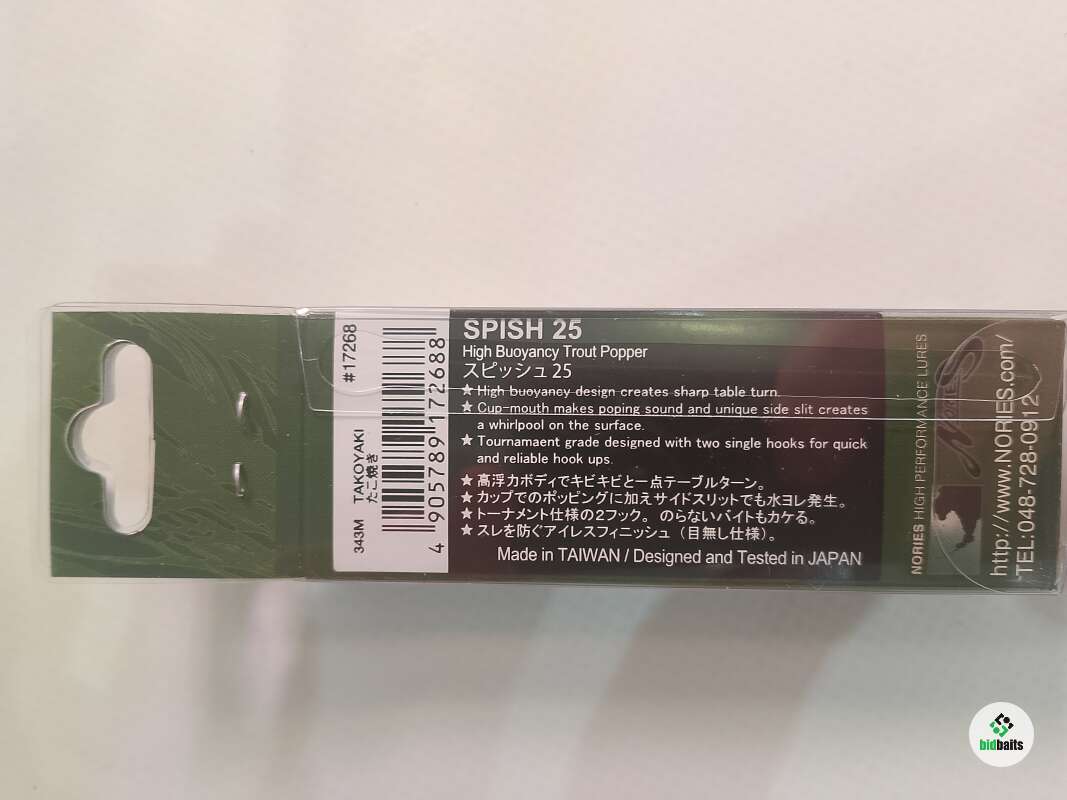 #17268
343M TAKOYAKI
たこ焼き
4 905789 172688
SPISH 25
High Buoyancy Trout Popper
スピッシュ25
★ High buoyancy design creates sharp table turn.
★ Cup-mouth makes poping sound and unique side slit creates
a whirlpool on the surface.
★ Tournamaent grade designed with two single hooks for quick
and reliable hook ups.
★ 高浮力ボディでキビキビと一点テーブルターン。
★ カップでのポッピングに加えサイドスリットでも水ヨレ発生。
★ トーナメント仕様の2フック。のらないバイトもカケる。
★ スレを防ぐアイレスフィニッシュ(目無し仕様)。
Made in TAIWAN / Designed and Tested in JAPAN
NORIES HIGH PERFORMANCE LURES
http://www.NORIES.com/
TEL:048-728-0912
bidbaits